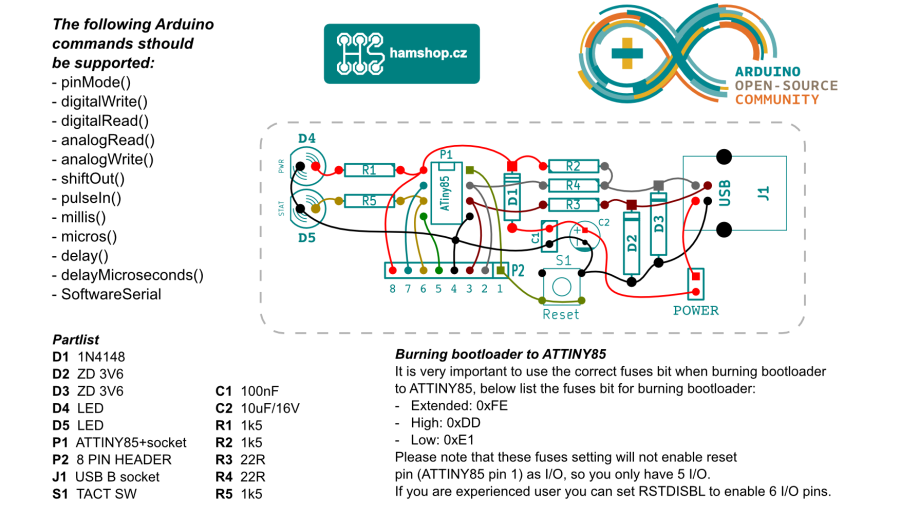 The following Arduino
commands sthould
be supported:
- pinMode()
- digitalWrite()
- digitalRead()
- analogRead()
- analogWrite()
- shiftOut()
- pulseIn()
- millis()
- micros()
- delay()
- delayMicroseconds()
- SoftwareSerial
hamshop.cz
ARDUINO
OPEN-SOURCE
COMMUNITY
D4
PWR
STAT
D5
R1
R5
P1
ATiny85
D1
R2
R4
R3
C1
C2
S1
Reset
D2
D3
USB
J1
POWER
P2
8 7 6 5 4 3 2 1
Partlist
D1 1N4148
D2 ZD 3V6
D3 ZD 3V6
D4 LED
D5 LED
P1 ATTINY85+socket
P2 8 PIN HEADER
J1 USB B socket
S1 TACT SW
C1 100nF
C2 10uF/16V
R1 1k5
R2 1k5
R3 22R
R4 22R
R5 1k5
Burning bootloader to ATTINY85
It is very important to use the correct fuses bit when burning bootloader
to ATTINY85, below list the fuses bit for burning bootloader:
- Extended: 0xFE
- High: 0xDD
- Low: 0xE1
Please note that these fuses setting will not enable reset
pin (ATTINY85 pin 1) as I/O, so you only have 5 I/O.
If you are experienced user you can set RSTDISBL to enable 6 I/O pins.